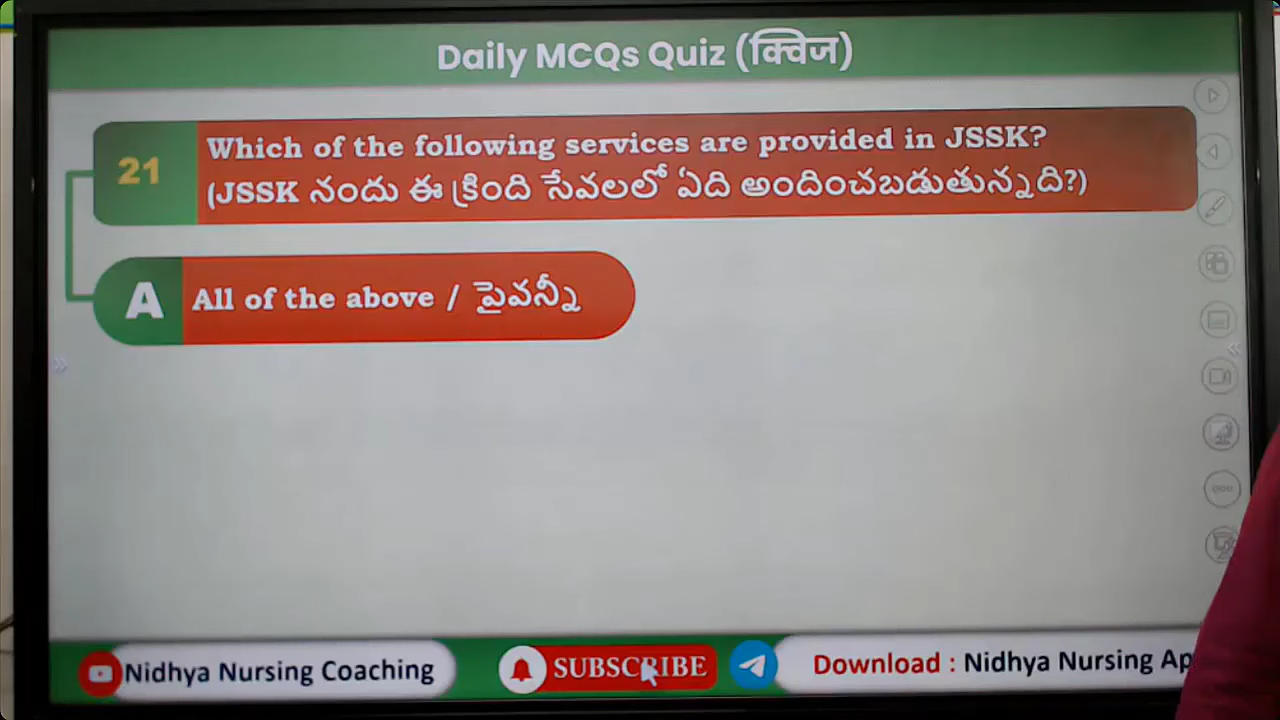 Daily MCQs Quiz (क्विज)
21
Which of the following services are provided in JSSK?
(JSSK నందు ఈ క్రింది సేవలలో ఏది అందించబడుతున్నది?)
A
All of the above / పైవన్నీ
Nidhya Nursing Coaching
SUBSCRIBE
Download : Nidhya Nursing Ap